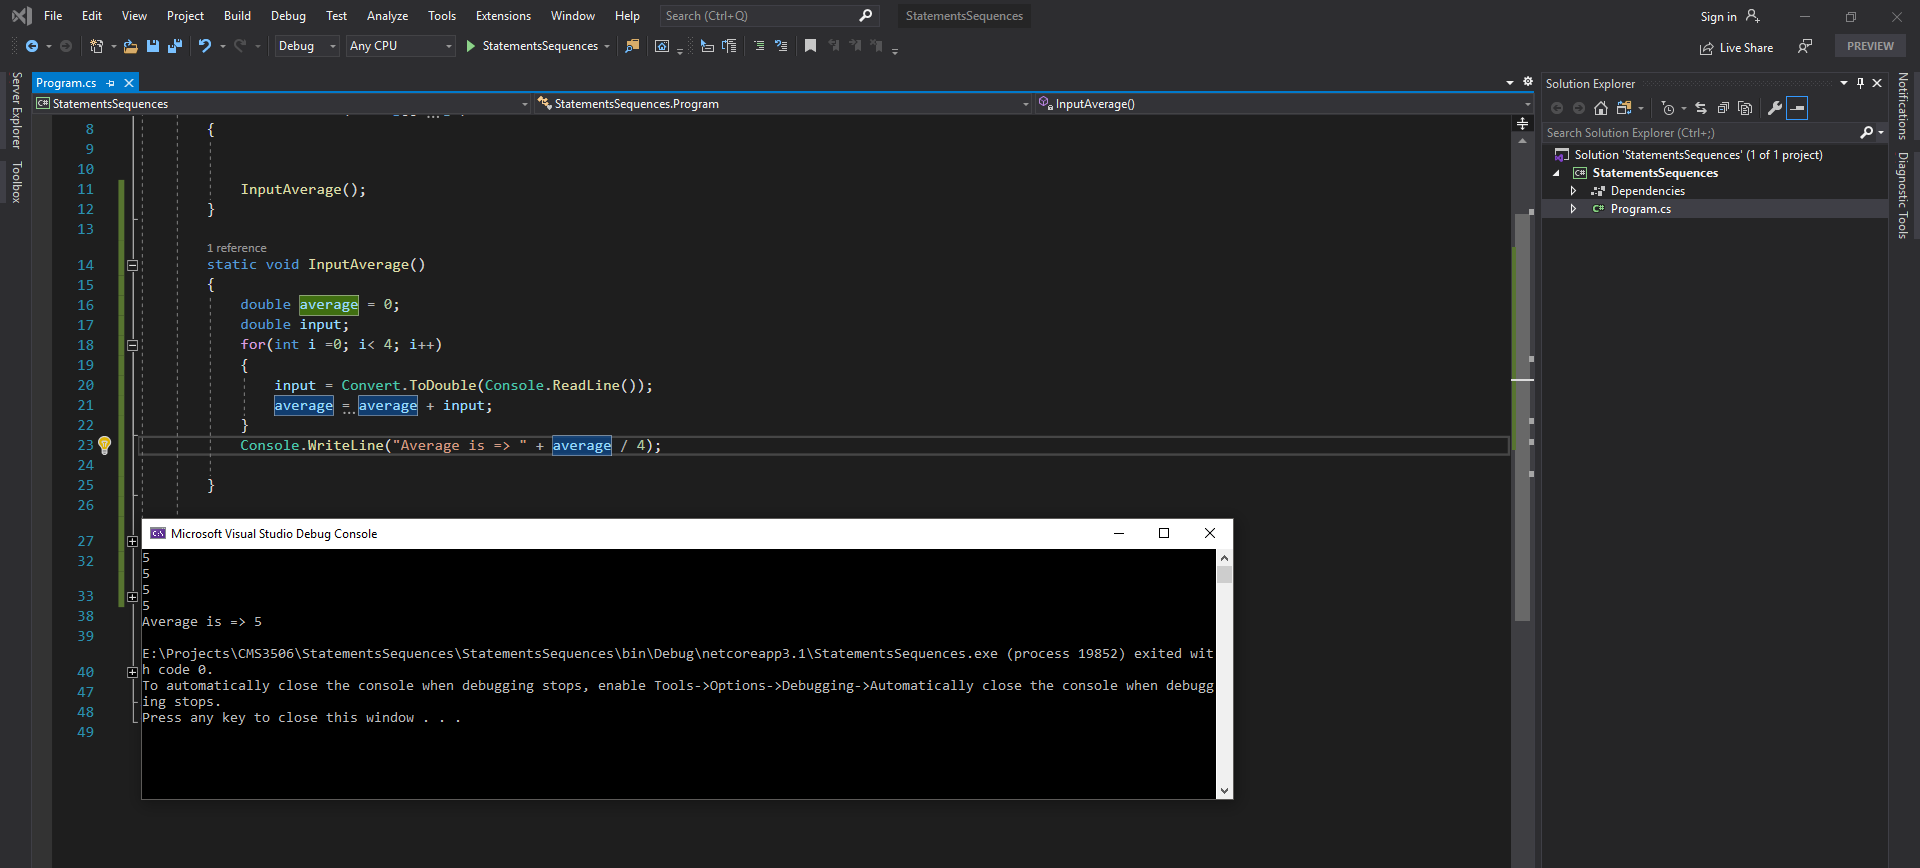 File Edit View Project Build Debug Test Analyze Tools Extensions Window Help Search (Ctrl+Q) StatementsSequences Sign in
Debug Any CPU StatementsSequences Live Share PREVIEW
Server Explorer
Toolbox
Program.cs
C# StatementsSequences StatementsSequences.Program InputAverage()
8 {
9
10
11 InputAverage();
12 }
13
1 reference
14 static void InputAverage()
15 {
16 double average = 0;
17 double input;
18 for(int i =0; i< 4; i++)
19 {
20 input = Convert.ToDouble(Console.ReadLine());
21 average = average + input;
22 }
23 Console.WriteLine("Average is => " + average / 4);
24
25 }
26
27
32
33
38
39
40
47
48
49
C:\ Microsoft Visual Studio Debug Console
5
5
5
5
Average is => 5
E:\Projects\CMS3506\StatementsSequences\StatementsSequences\bin\Debug\netcoreapp3.1\StatementsSequences.exe (process 19852) exited wit
h code 0.
To automatically close the console when debugging stops, enable Tools->Options->Debugging->Automatically close the console when debugg
ing stops.
Press any key to close this window . . .
Solution Explorer
Search Solution Explorer (Ctrl+;)
Solution 'StatementsSequences' (1 of 1 project)
C# StatementsSequences
Dependencies
C# Program.cs
Notifications
Diagnostic Tools